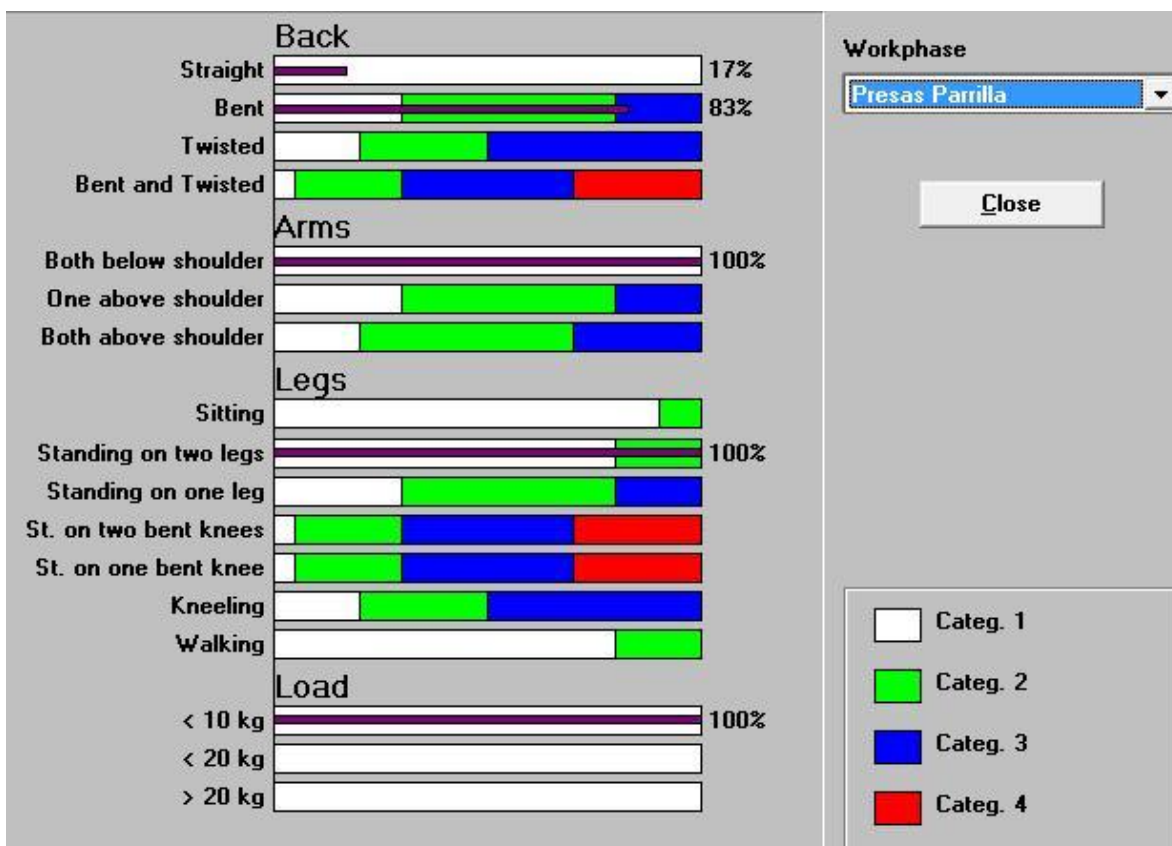 Back
Straight 17%
Bent 83%
Twisted
Bent and Twisted
Arms
Both below shoulder 100%
One above shoulder
Both above shoulder
Legs
Sitting
Standing on two legs 100%
Standing on one leg
St. on two bent knees
St. on one bent knee
Kneeling
Walking
Load
< 10 kg 100%
< 20 kg
> 20 kg
Workphase
Presas Parrilla
Close
Categ. 1
Categ. 2
Categ. 3
Categ. 4